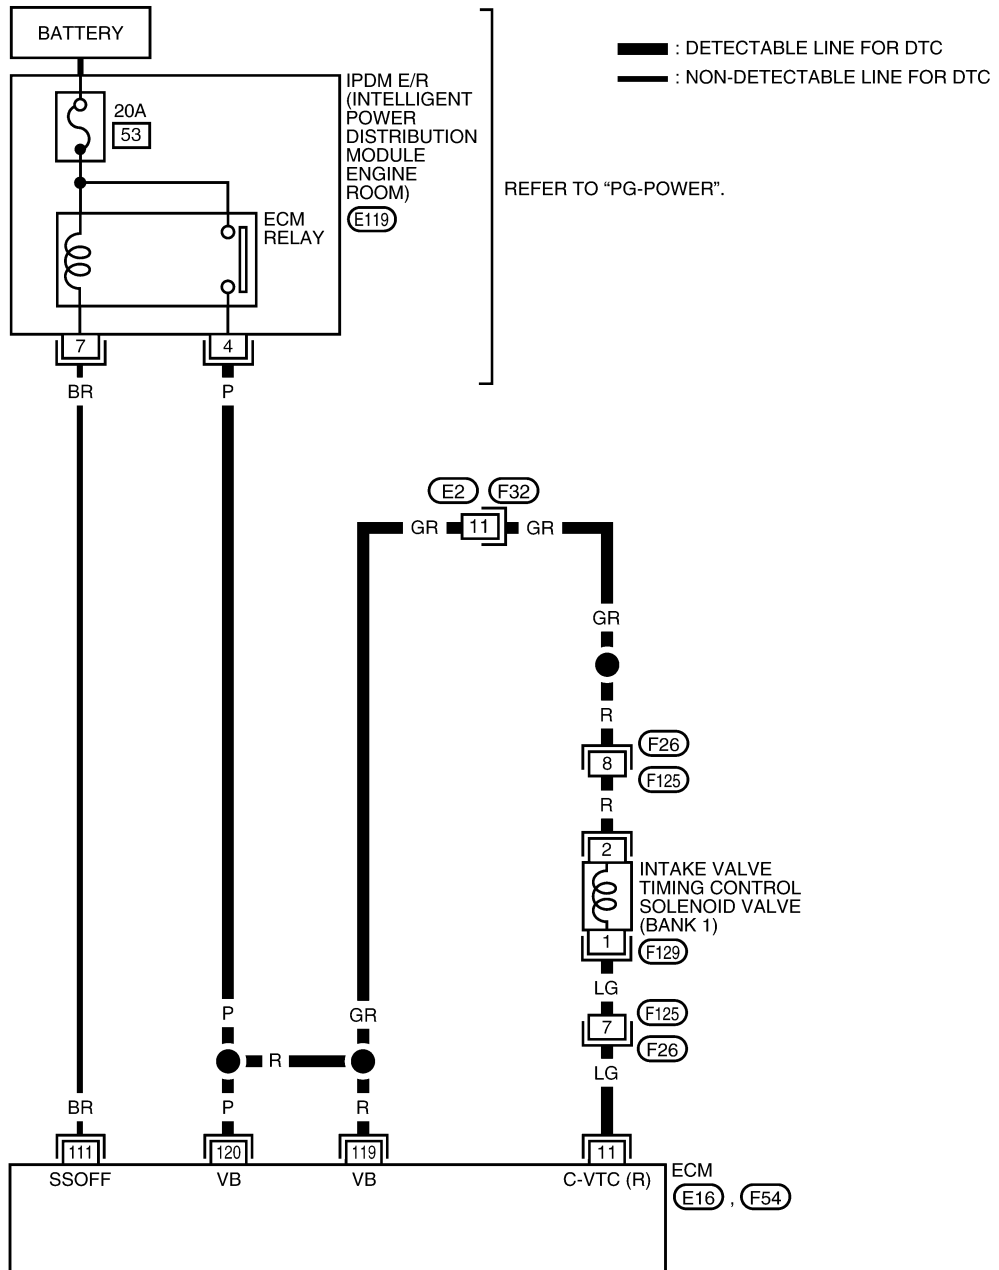 BATTERY
: DETECTABLE LINE FOR DTC
: NON-DETECTABLE LINE FOR DTC
20A
53
IPDM E/R
(INTELLIGENT
POWER
DISTRIBUTION
MODULE
ENGINE
ROOM)
E119
REFER TO “PG-POWER”.
ECM
RELAY
7
4
BR
P
E2
F32
GR
11
GR
GR
R
F26
8
F125
R
2
INTAKE VALVE
TIMING CONTROL
SOLENOID VALVE
(BANK 1)
1
F129
LG
P
GR
F125
7
F26
R
LG
BR
P
R
111
120
119
11
SSOFF
VB
VB
C-VTC (R)
ECM
E16 , F54